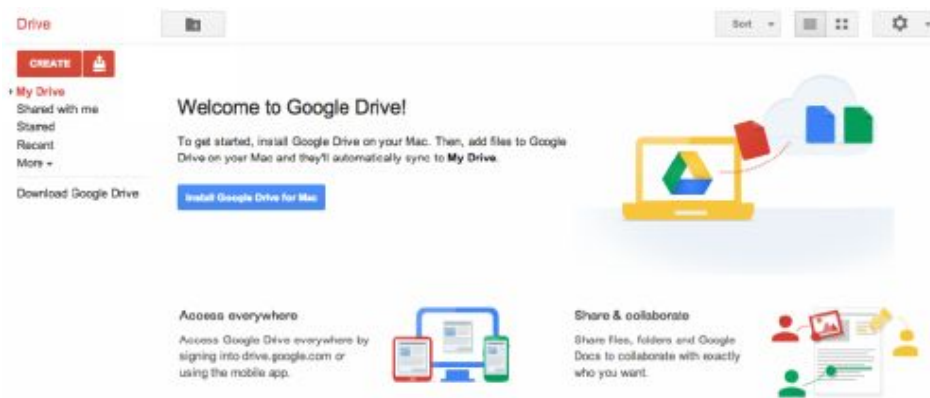 Drive
Sort
CREATE
My Drive
Shared with me
Starred
Recent
More
Download Google Drive
Welcome to Google Drive!
To get started, install Google Drive on your Mac. Then, add files to Google
Drive on your Mac and they'll automatically sync to My Drive.
Install Google Drive for Mac
Access everywhere
Access Google Drive everywhere by
signing into drive.google.com or
using the mobile app.
Share & collaborate
Share files, folders and Google
Docs to collaborate with exactly
who you want.